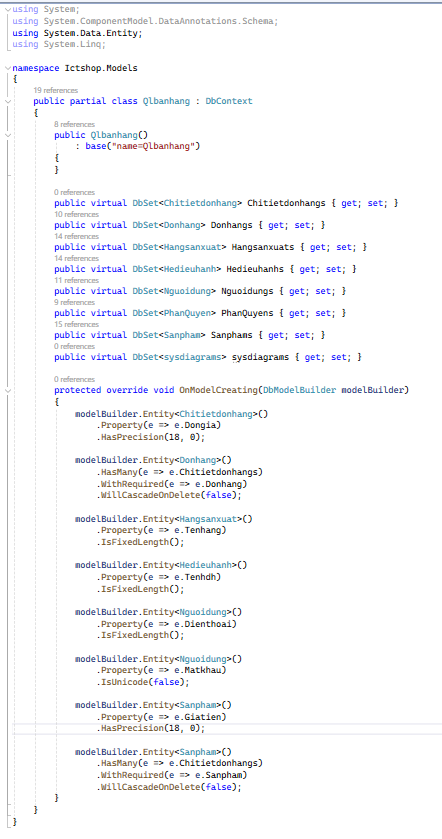 using System;
using System.ComponentModel.DataAnnotations.Schema;
using System.Data.Entity;
using System.Linq;
namespace Ictshop.Models
{
19 references
public partial class Qlbanhang : DbContext
{
8 references
public Qlbanhang()
: base("name=Qlbanhang")
{
}
0 references
public virtual DbSet<Chitietdonhang> Chitietdonhangs { get; set; }
10 references
public virtual DbSet<Donhang> Donhangs { get; set; }
14 references
public virtual DbSet<Hangsanxuat> Hangsanxuats { get; set; }
14 references
public virtual DbSet<Hedieuhanh> Hedieuhanhs { get; set; }
11 references
public virtual DbSet<Nguoidung> Nguoidungs { get; set; }
9 references
public virtual DbSet<PhanQuyen> PhanQuyens { get; set; }
15 references
public virtual DbSet<Sanpham> Sanphams { get; set; }
0 references
public virtual DbSet<sysdiagrams> sysdiagrams { get; set; }
0 references
protected override void OnModelCreating(DbModelBuilder modelBuilder)
{
modelBuilder.Entity<Chitietdonhang>()
.Property(e => e.Dongia)
.HasPrecision(18, 0);
modelBuilder.Entity<Donhang>()
.HasMany(e => e.Chitietdonhangs)
.WithRequired(e => e.Donhang)
.WillCascadeOnDelete(false);
modelBuilder.Entity<Hangsanxuat>()
.Property(e => e.Tenhang)
.IsFixedLength();
modelBuilder.Entity<Hedieuhanh>()
.Property(e => e.Tenhdh)
.IsFixedLength();
modelBuilder.Entity<Nguoidung>()
.Property(e => e.Dienthoai)
.IsFixedLength();
modelBuilder.Entity<Nguoidung>()
.Property(e => e.Matkhau)
.IsUnicode(false);
modelBuilder.Entity<Sanpham>()
.Property(e => e.Giatien)
.HasPrecision(18, 0);
modelBuilder.Entity<Sanpham>()
.HasMany(e => e.Chitietdonhangs)
.WithRequired(e => e.Sanpham)
.WillCascadeOnDelete(false);
}
}
}